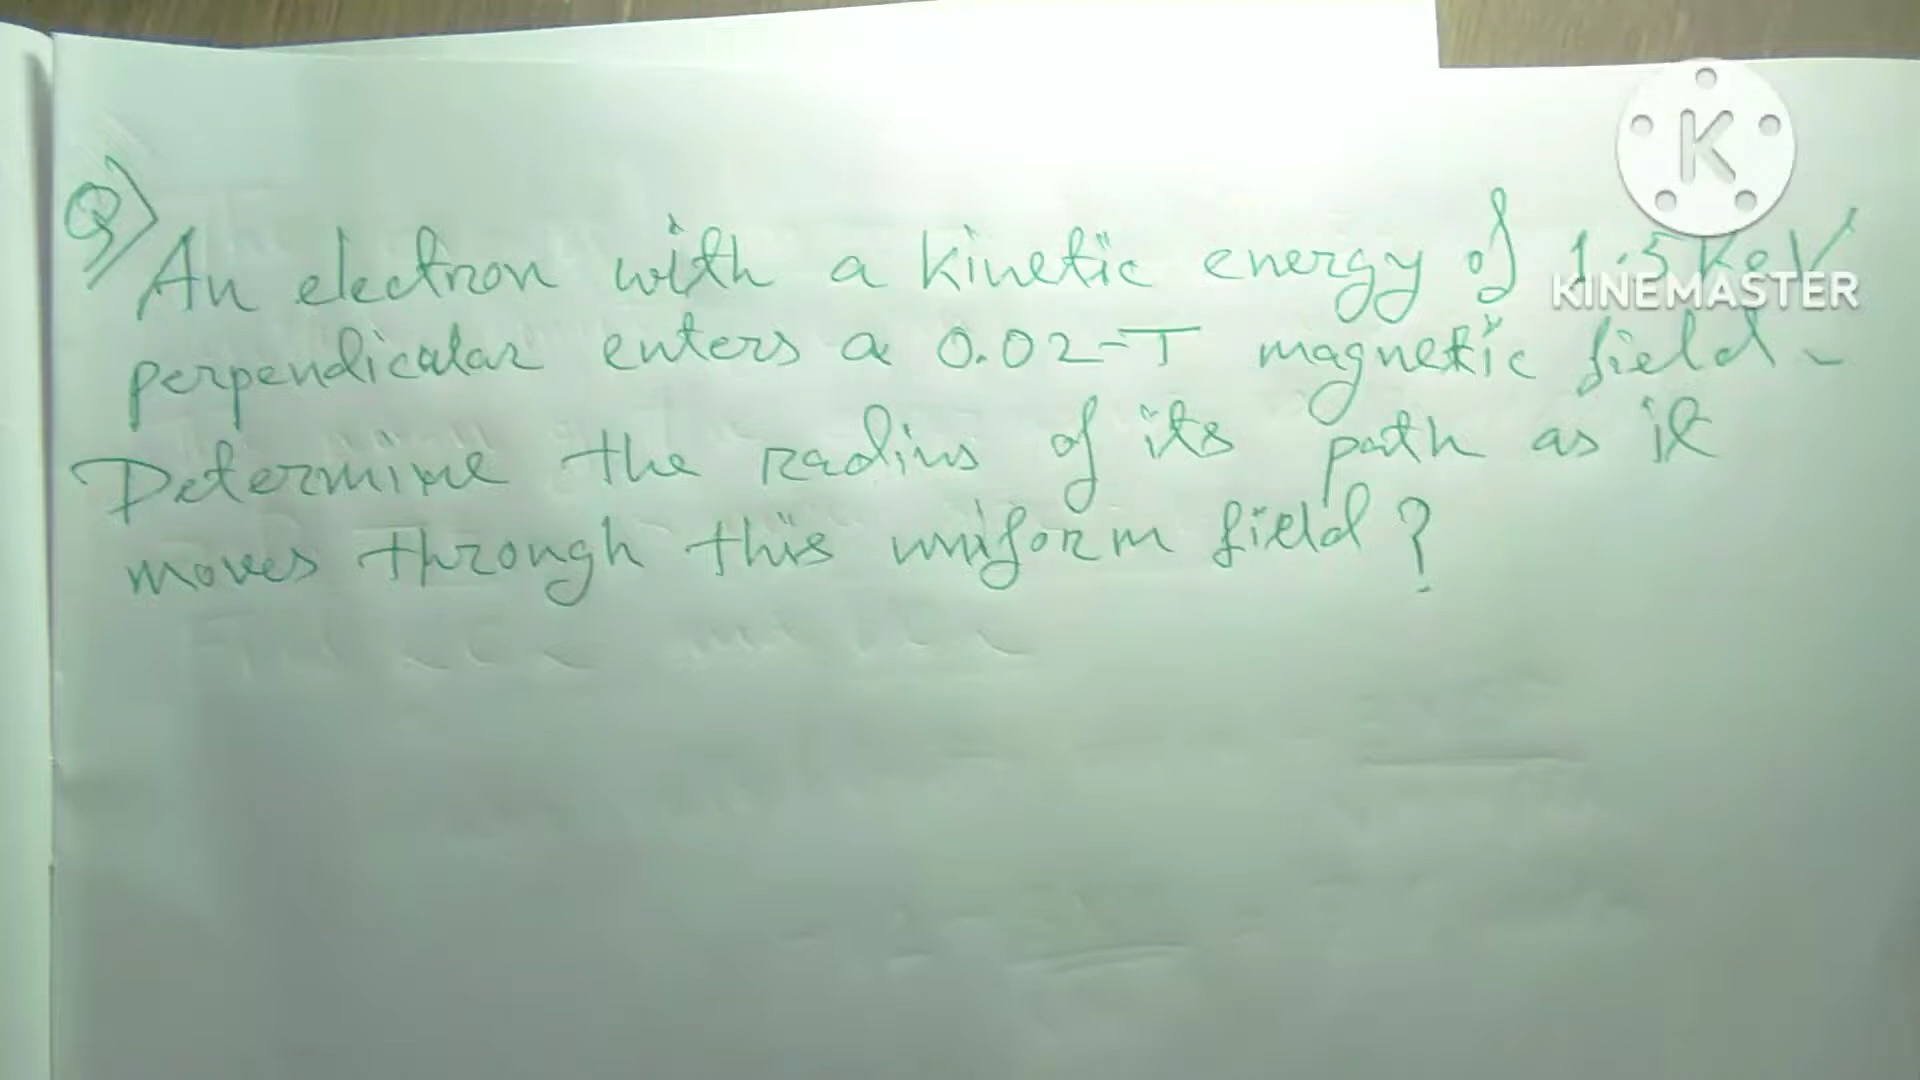 Q) An electron with a kinetic energy of 1.5 KeV
perpendicular enters a 0.02-T magnetic field.
Determine the radius of its path as it
moves through this uniform field?
K
KINEMASTER